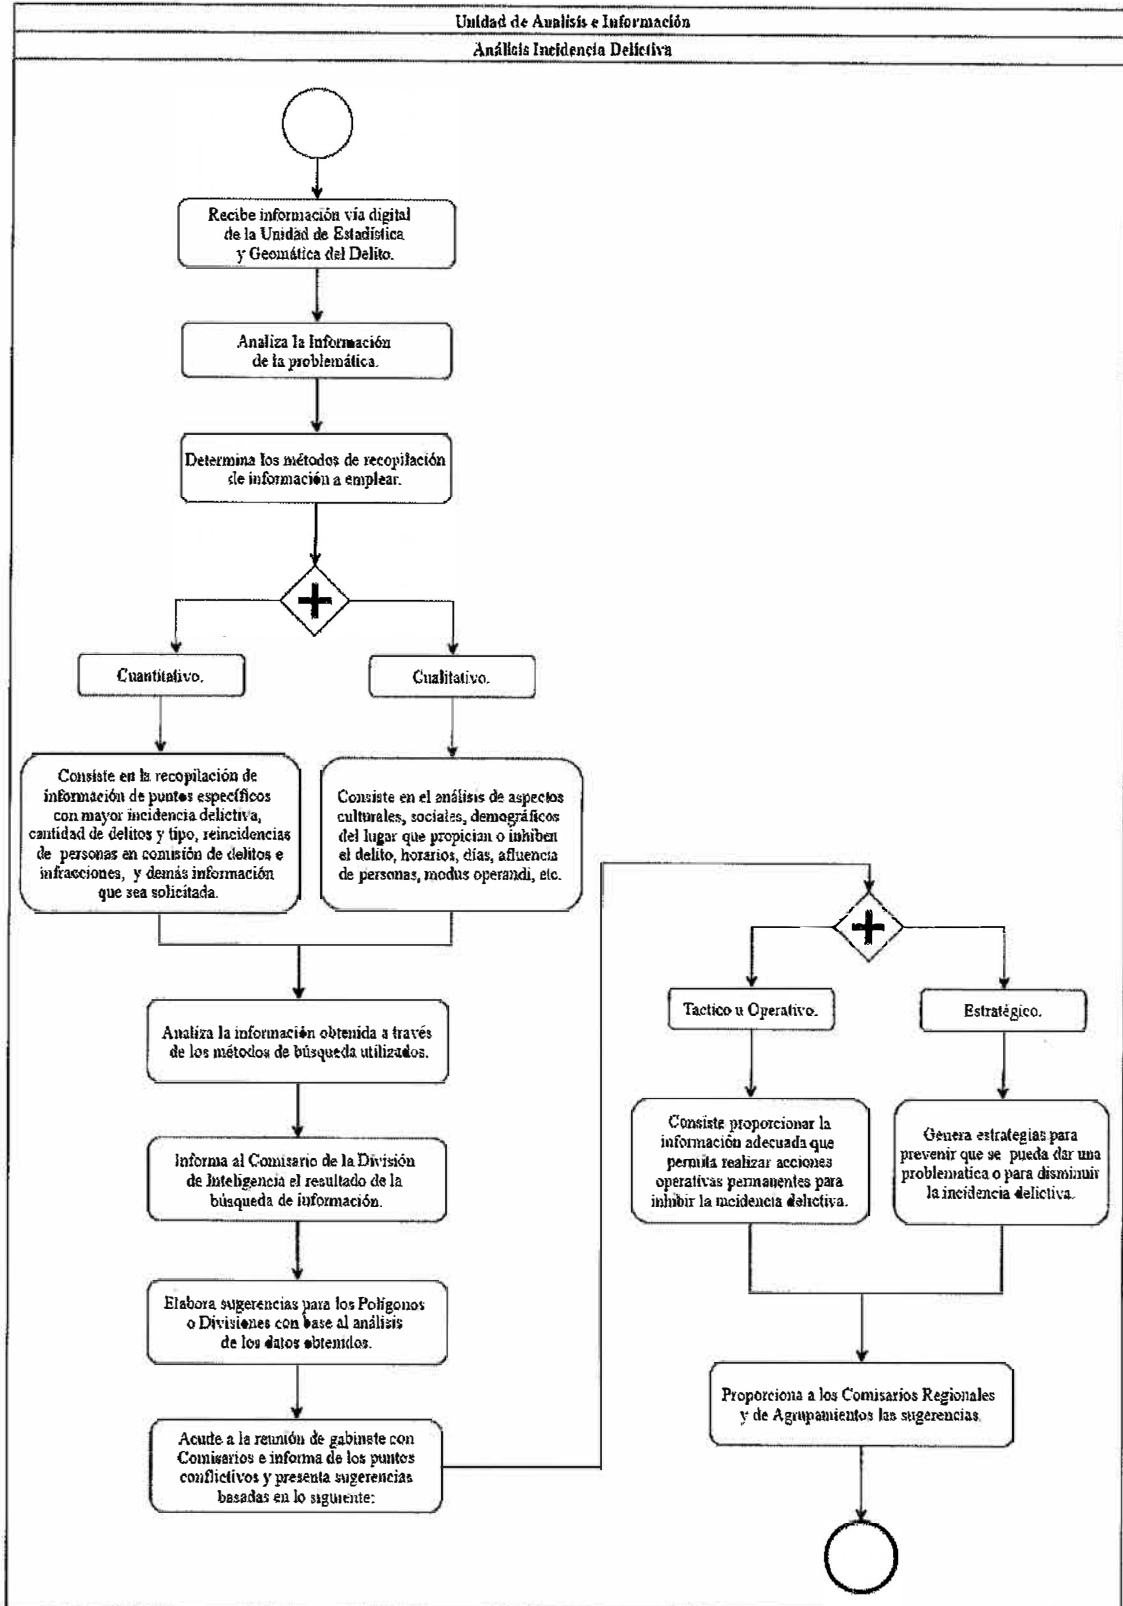 Unidad de Analisis e Información
Análisis Incidencia Delictiva
Recibe información vía digital
de la Unidad de Estadística
y Geomática del Delito.
Analiza la Información
de la problemática.
Determina los métodos de recopilación
de información a emplear.
Cuantitativo.
Cualitativo.
Consiste en la recopilación de
información de puntos específicos
con mayor incidencia delictiva,
cantidad de delitos y tipo, reincidencias
de personas en comisión de delitos e
infracciones, y demás información
que sea solicitada.
Consiste en el análisis de aspectos
culturales, sociales, demográficos
del lugar que propician o inhiben
el delito, horarios, días, afluencia
de personas, modus operandi, etc.
Analiza la información obtenida a través
de los métodos de búsqueda utilizados.
Informa al Comisario de la División
de Inteligencia el resultado de la
búsqueda de información.
Elabora sugerencias para los Polígonos
o Divisiones con base al análisis
de los datos obtenidos.
Acude a la reunión de gabinete con
Comisarios e informa de los puntos
conflictivos y presenta sugerencias
basadas en lo siguiente:
Tactico u Operativo.
Estratégico.
Consiste proporcionar la
información adecuada que
permita realizar acciones
operativas permanentes para
inhibir la incidencia delictiva.
Genera estrategias para
prevenir que se pueda dar una
problematica o para disminuir
la incidencia delictiva.
Proporciona a los Comisarios Regionales
y de Agrupamientos las sugerencias.